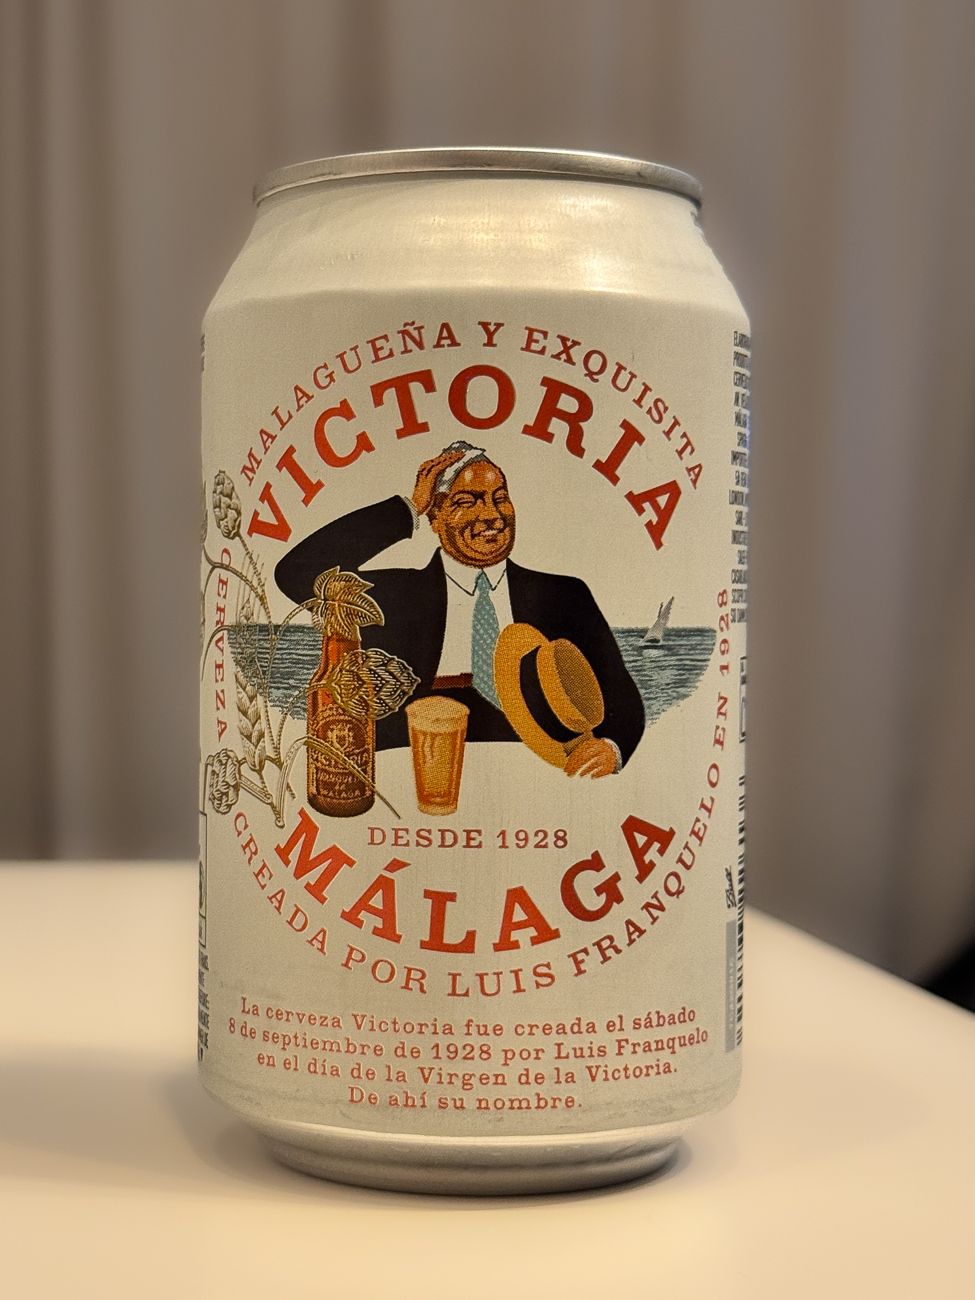 MALAGUEÑA Y EXQUISITA
VICTORIA
CERVEZA
VICTORIA
MÁLAGA
DESDE 1928
MÁLAGA
CREADA POR LUIS FRANQUELO EN 1928
La cerveza Victoria fue creada el sábado
8 de septiembre de 1928 por Luis Franquelo
en el día de la Virgen de la Victoria.
De ahí su nombre.